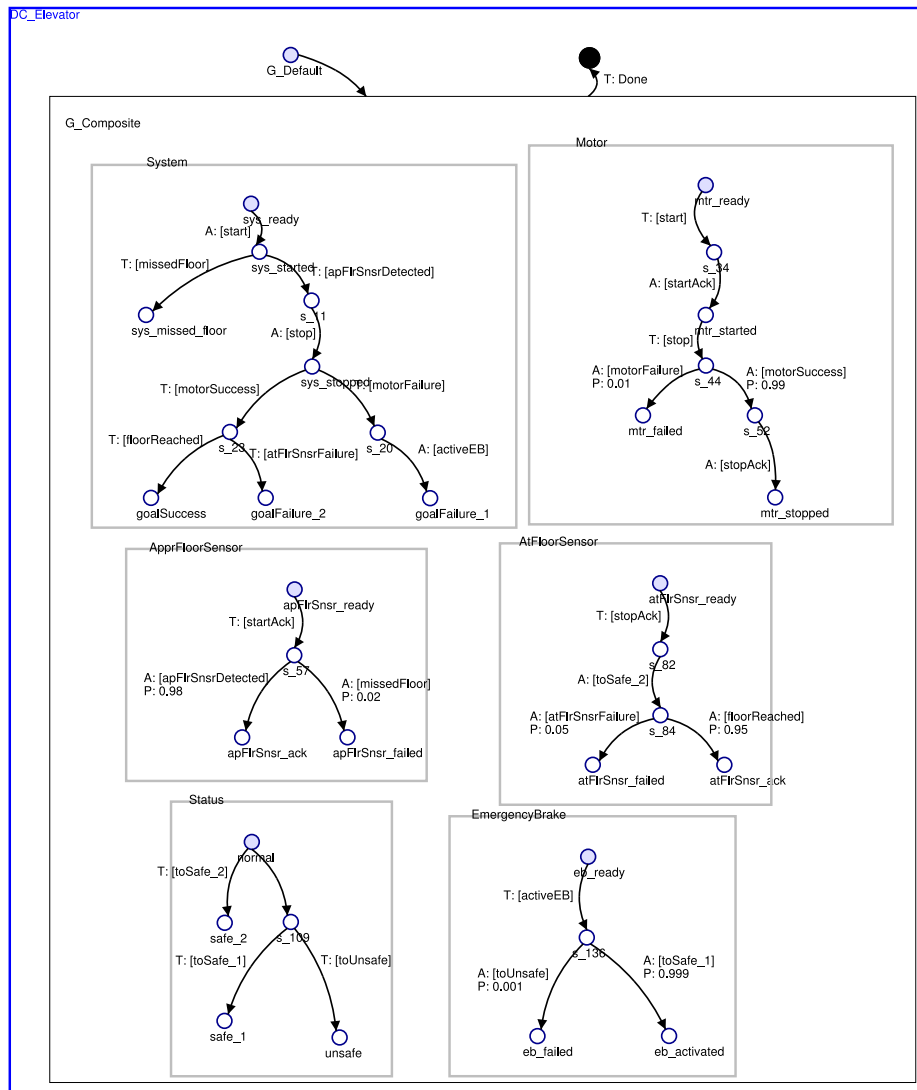 DC_Elevator
G_Default
T: Done
G_Composite
System
sys_ready
A: [start]
sys_started
T: [missedFloor]
T: [apFlrSnsrDetected]
sys_missed_floor
s_11
A: [stop]
sys_stopped
T: [motorSuccess]
T: [motorFailure]
s_23
s_20
T: [floorReached]
T: [atFlrSnsrFailure]
A: [activeEB]
goalSuccess
goalFailure_2
goalFailure_1
Motor
mtr_ready
T: [start]
s_34
A: [startAck]
mtr_started
T: [stop]
s_44
A: [motorFailure]
P: 0.01
A: [motorSuccess]
P: 0.99
mtr_failed
s_52
A: [stopAck]
mtr_stopped
ApprFloorSensor
apFlrSnsr_ready
T: [startAck]
s_57
A: [apFlrSnsrDetected]
P: 0.98
A: [missedFloor]
P: 0.02
apFlrSnsr_ack
apFlrSnsr_failed
AtFloorSensor
atFlrSnsr_ready
T: [stopAck]
s_82
A: [toSafe_2]
s_84
A: [atFlrSnsrFailure]
P: 0.05
A: [floorReached]
P: 0.95
atFlrSnsr_failed
atFlrSnsr_ack
Status
normal
T: [toSafe_2]
safe_2
s_109
T: [toSafe_1]
T: [toUnsafe]
safe_1
unsafe
EmergencyBrake
eb_ready
T: [activeEB]
s_136
A: [toUnsafe]
P: 0.001
A: [toSafe_1]
P: 0.999
eb_failed
eb_activated